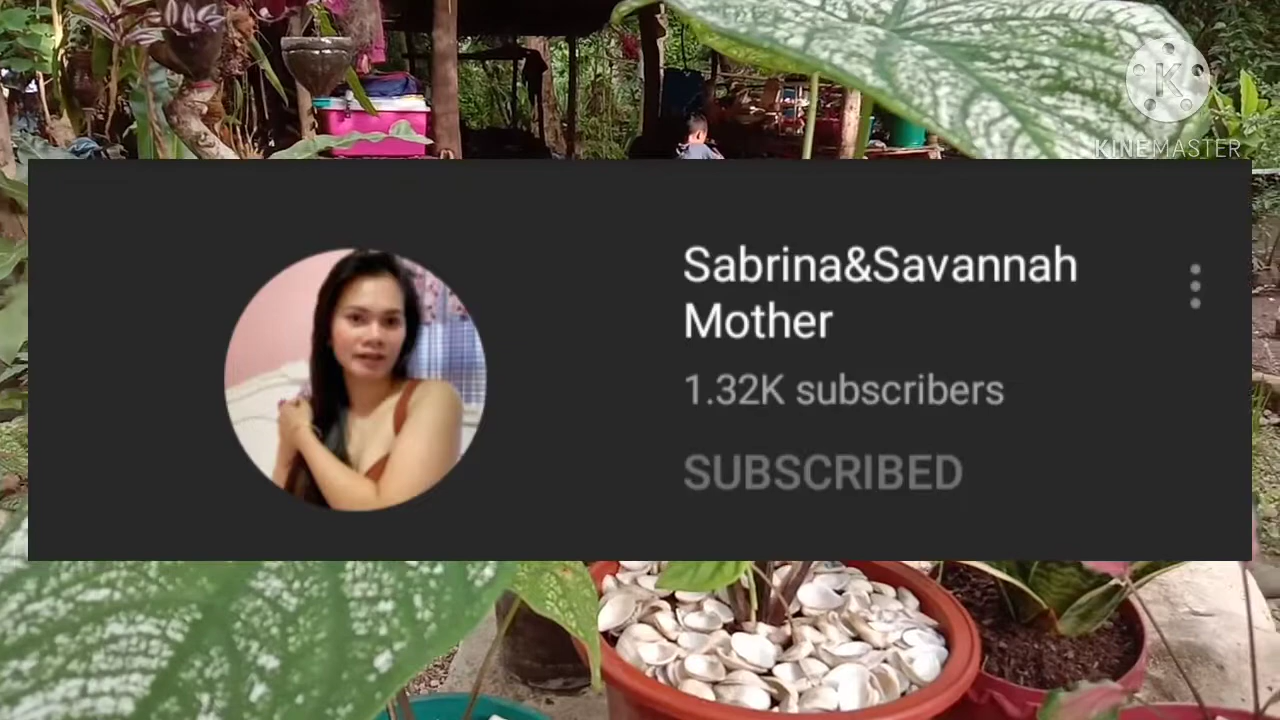 K
KINEMASTER
Sabrina&Savannah
Mother
1.32K subscribers
SUBSCRIBED